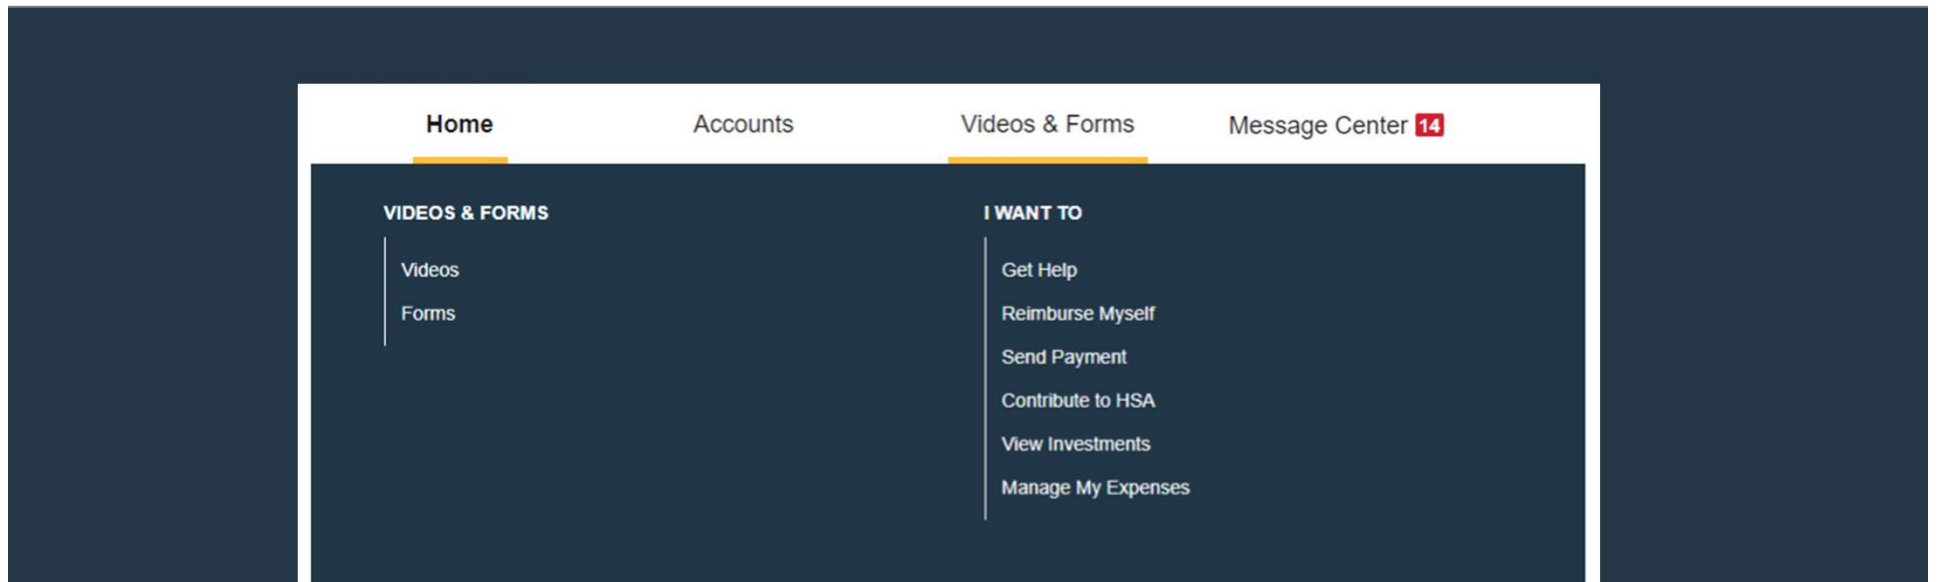 Home Accounts Videos & Forms Message Center 14
VIDEOS & FORMS
Videos
Forms
I WANT TO
Get Help
Reimburse Myself
Send Payment
Contribute to HSA
View Investments
Manage My Expenses